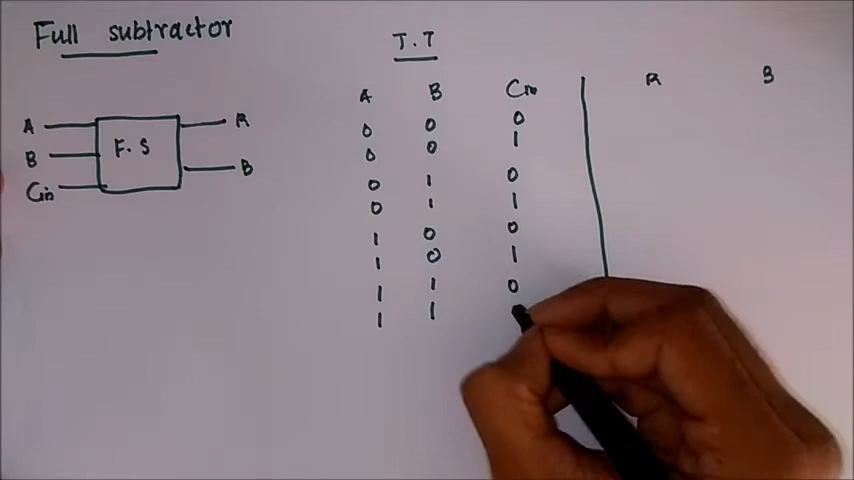 Full subtractor
T.T
A B Cin R B
0 0 0
0 0 1
0 1 0
0 1 1
1 0 0
1 0 1
1 1 0
1 1
A R
B F.S B
Cin